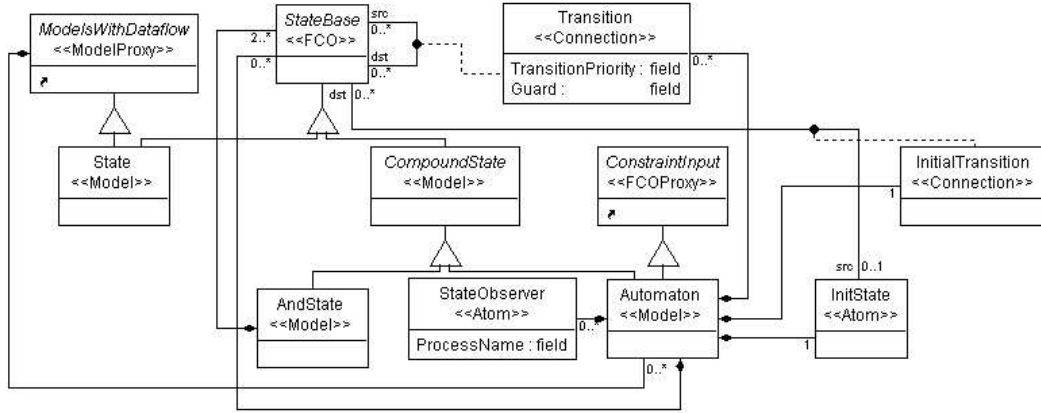 ModelsWithDataflow
<<ModelProxy>>
StateBase
<<FCO>>
src
0..*
dst
0..*
2..*
0..*
dst 0..*
Transition
<<Connection>>
TransitionPriority : field
Guard : field
0..*
State
<<Model>>
CompoundState
<<Model>>
ConstraintInput
<<FCOProxy>>
InitialTransition
<<Connection>>
1
src 0..1
AndState
<<Model>>
StateObserver
<<Atom>>
ProcessName : field
0..*
Automaton
<<Model>>
InitState
<<Atom>>
1
0..*